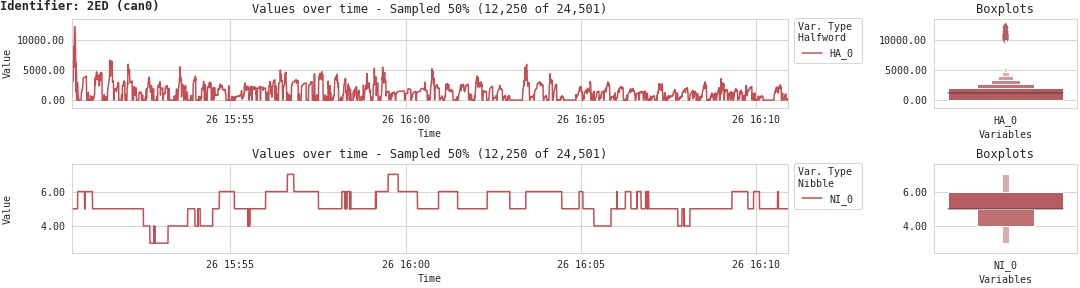 Identifier: 2ED (can0)
Values over time - Sampled 50% (12,250 of 24,501)
Boxplots
Value
10000.00
5000.00
0.00
26 15:55
26 16:00
26 16:05
26 16:10
Time
Var. Type
Halfword
HA_0
10000.00
5000.00
0.00
HA_0
Variables
Values over time - Sampled 50% (12,250 of 24,501)
Boxplots
Value
6.00
4.00
26 15:55
26 16:00
26 16:05
26 16:10
Time
Var. Type
Nibble
NI_0
6.00
4.00
NI_0
Variables